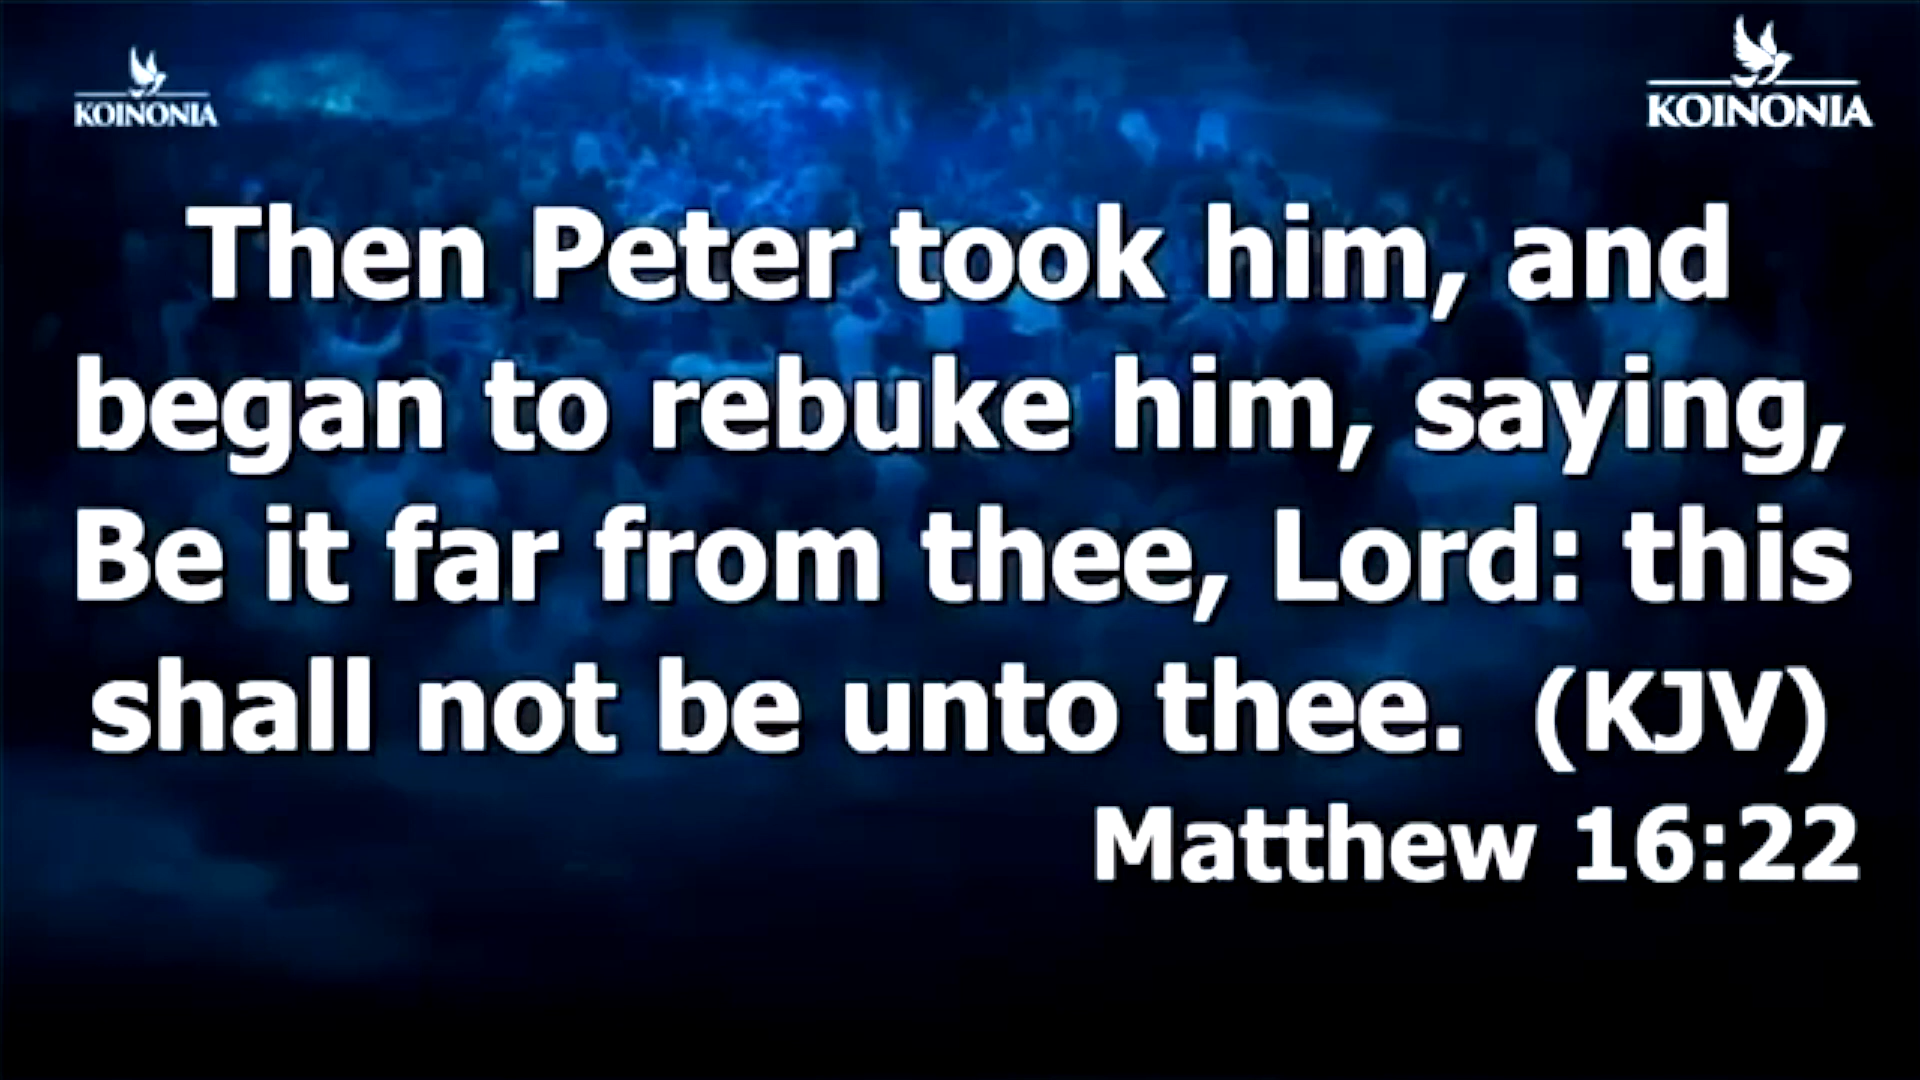 KOINONIA
KOINONIA
Then Peter took him, and
began to rebuke him, saying,
Be it far from thee, Lord: this
shall not be unto thee. (KJV)
Matthew 16:22